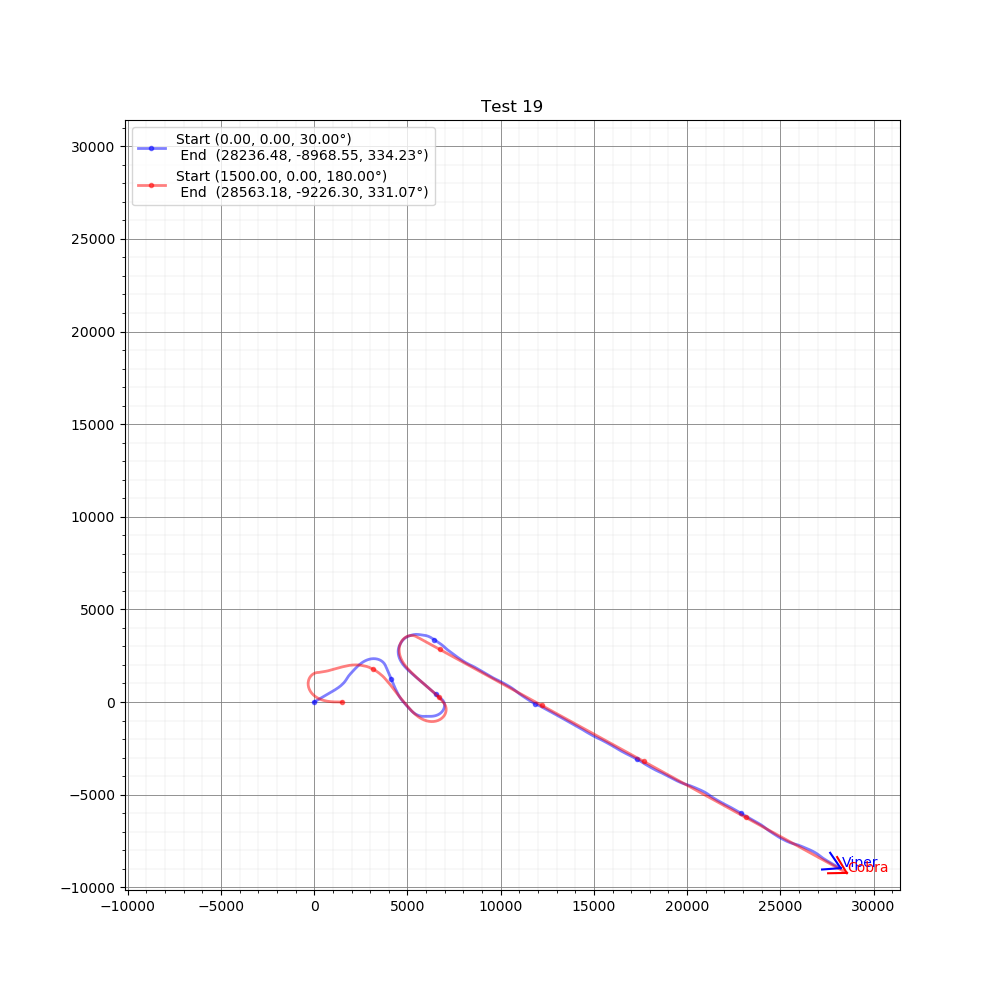 Test 19
Start (0.00, 0.00, 30.00°)
End (28236.48, -8968.55, 334.23°)
Start (1500.00, 0.00, 180.00°)
End (28563.18, -9226.30, 331.07°)
30000
25000
20000
15000
10000
5000
0
−5000
−10000
Viper
Cobra
−10000 −5000 0 5000 10000 15000 20000 25000 30000